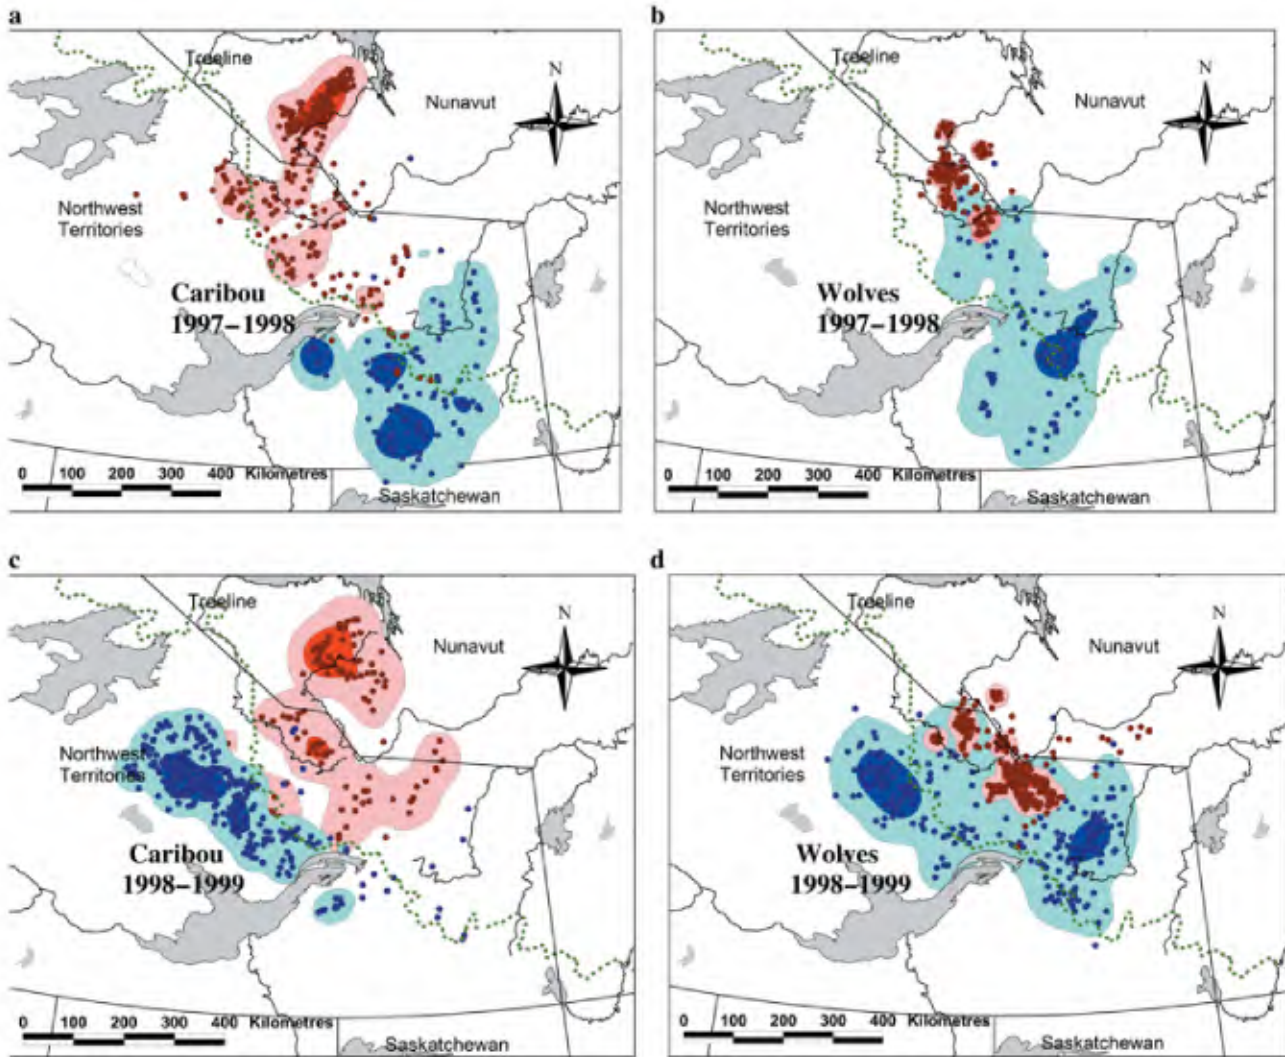 a
Treeline
N
Nunavut
Northwest
Territories
Caribou
1997–1998
0 100 200 300 400 Kilometres
Saskatchewan
b
Treeline
N
Nunavut
Northwest
Territories
Wolves
1997–1998
0 100 200 300 400 Kilometres
Saskatchewan
c
Treeline
N
Nunavut
Northwest
Territories
Caribou
1998–1999
0 100 200 300 400 Kilometres
Saskatchewan
d
Treeline
N
Nunavut
Northwest
Territories
Wolves
1998–1999
0 100 200 300 400 Kilometres
Saskatchewan